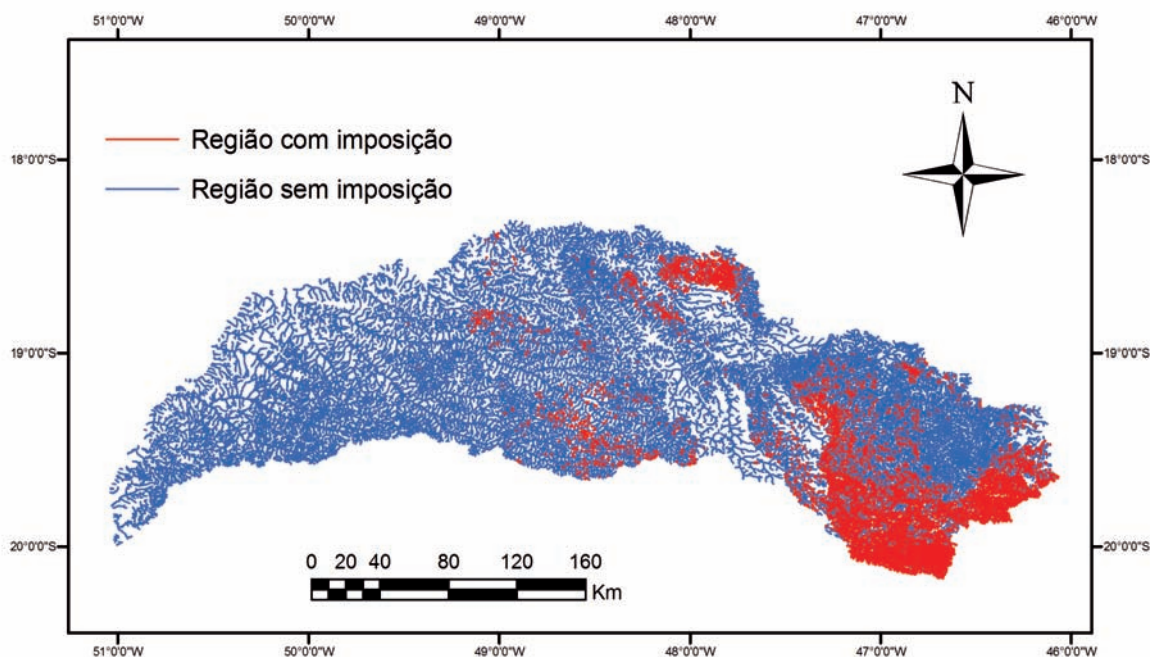 51°0'0"W 50°0'0"W 49°0'0"W 48°0'0"W 47°0'0"W 46°0'0"W
N
Região com imposição
18°0'0"S 18°0'0"S
Região sem imposição
19°0'0"S 19°0'0"S
20°0'0"S 20°0'0"S
0 20 40 80 120 160
Km
51°0'0"W 50°0'0"W 49°0'0"W 48°0'0"W 47°0'0"W 46°0'0"W